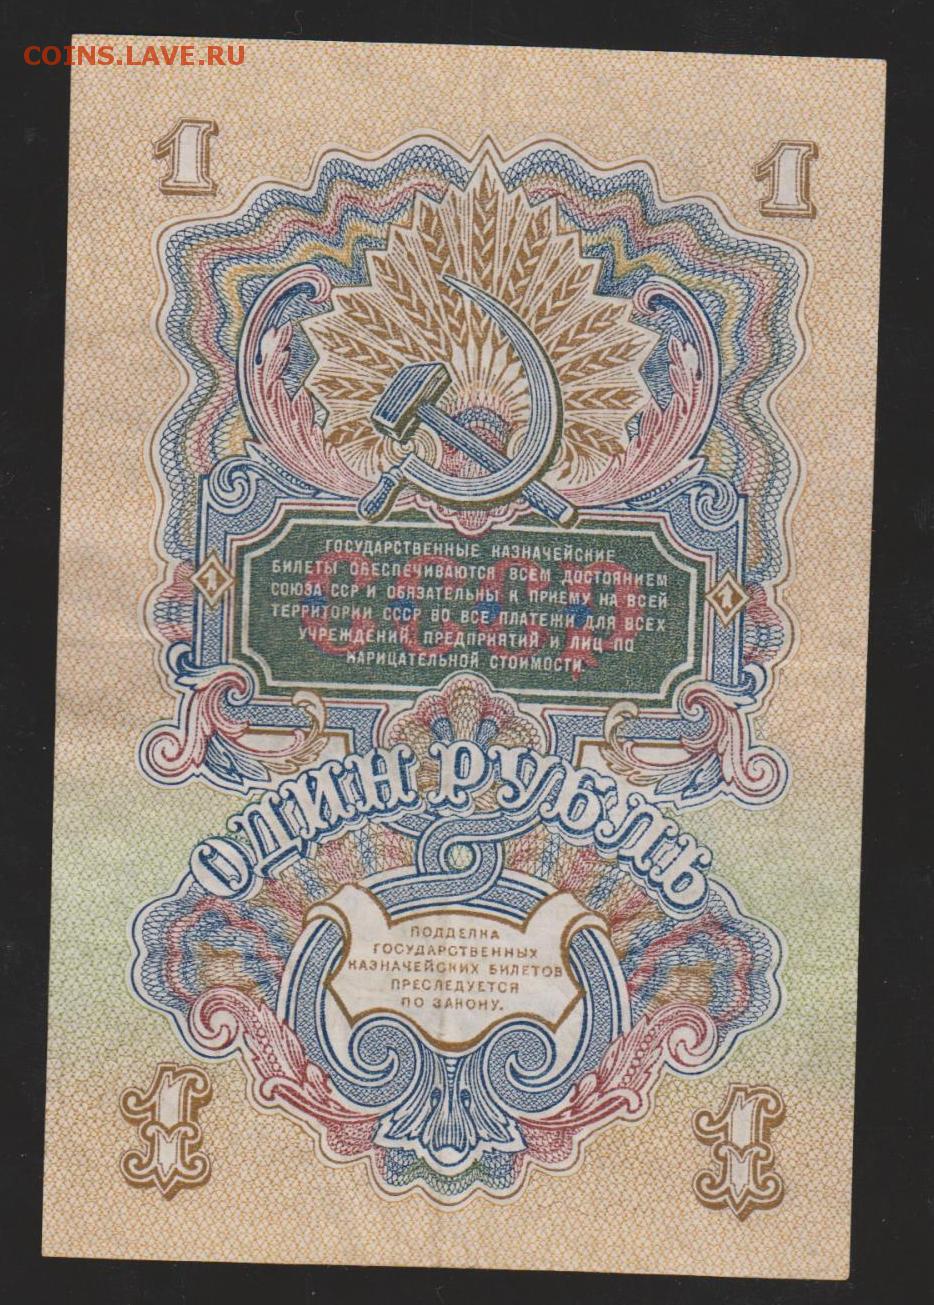 COINS.LAVE.RU
1 1
ГОСУДАРСТВЕННЫЕ КАЗНАЧЕЙСКИЕ
БИЛЕТЫ ОБЕСПЕЧИВАЮТСЯ ВСЕМ ДОСТОЯНИЕМ
СОЮЗА ССР И ОБЯЗАТЕЛЬНЫ К ПРИЕМУ НА ВСЕЙ
ТЕРРИТОРИИ СССР ВО ВСЕ ПЛАТЕЖИ ДЛЯ ВСЕХ
УЧРЕЖДЕНИЙ, ПРЕДПРИЯТИЙ И ЛИЦ ПО
НАРИЦАТЕЛЬНОЙ СТОИМОСТИ.
СССР
1 1
ОДИН РУБЛЬ
ПОДДЕЛКА
ГОСУДАРСТВЕННЫХ
КАЗНАЧЕЙСКИХ БИЛЕТОВ
ПРЕСЛЕДУЕТСЯ
ПО ЗАКОНУ.
1 1